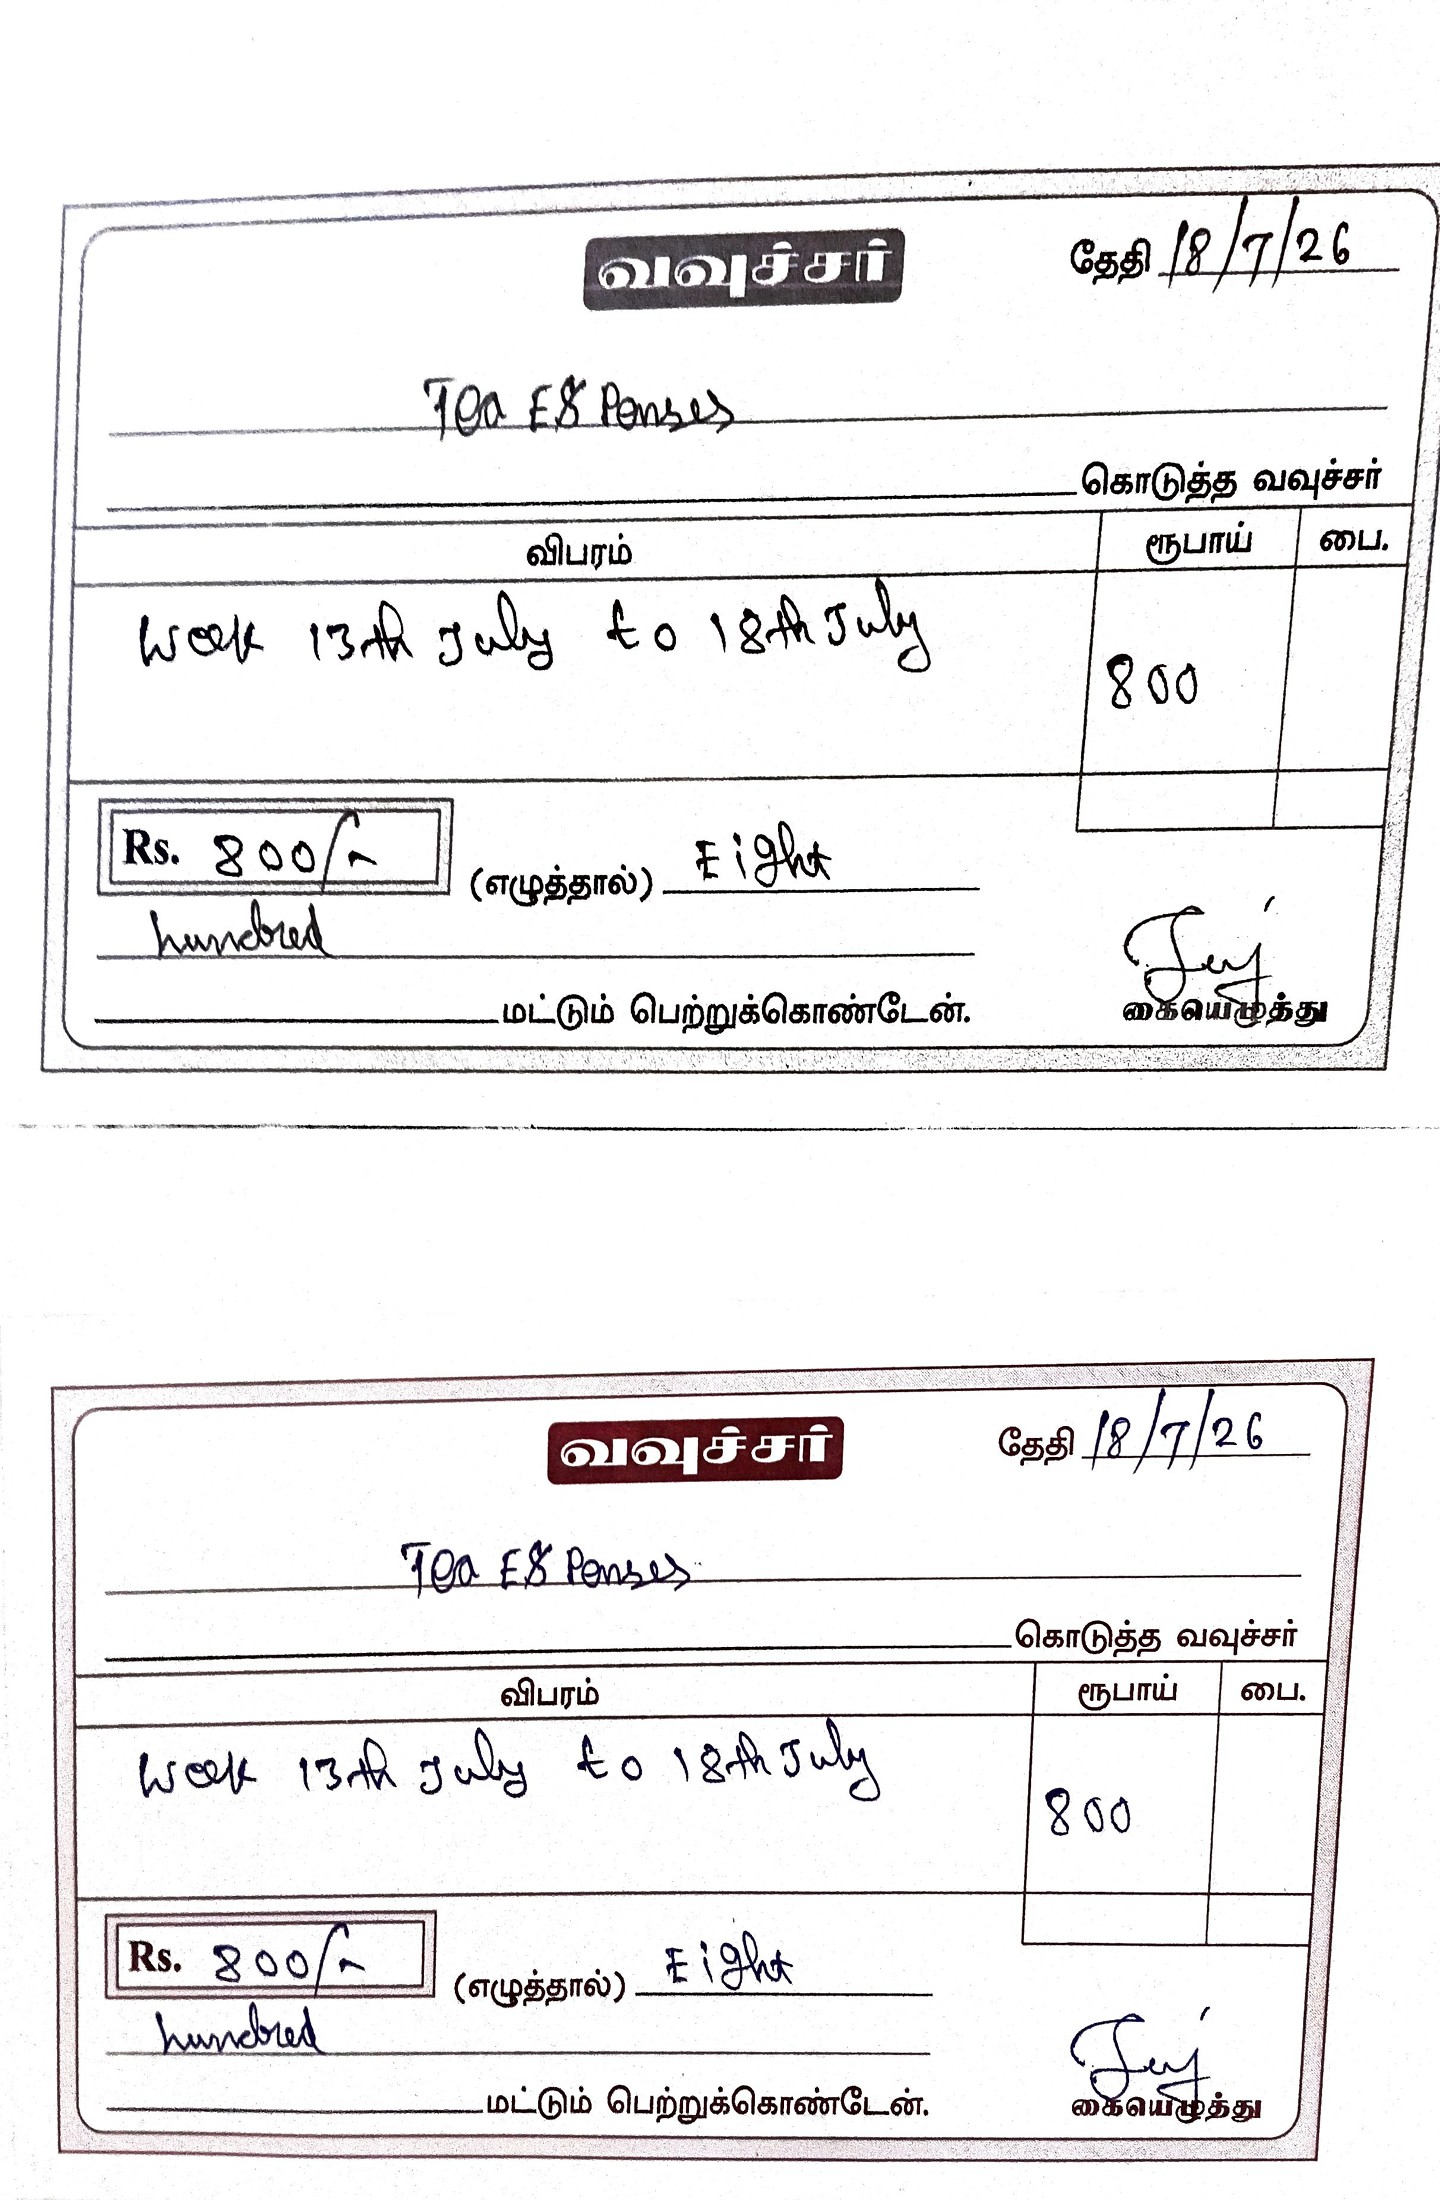 வவுச்சர்
தேதி 18/7/26
Tea Expenses
கொடுத்த வவுச்சர்
விபரம் ரூபாய் பை.
Week 13th July to 18th July
800
Rs. 800/- (எழுத்தால்) Eight
hundred
மட்டும் பெற்றுக்கொண்டேன். கையெழுத்து
வவுச்சர்
தேதி 18/7/26
Tea Expenses
கொடுத்த வவுச்சர்
விபரம் ரூபாய் பை.
Week 13th July to 18th July
800
Rs. 800/- (எழுத்தால்) Eight
hundred
மட்டும் பெற்றுக்கொண்டேன். கையெழுத்து